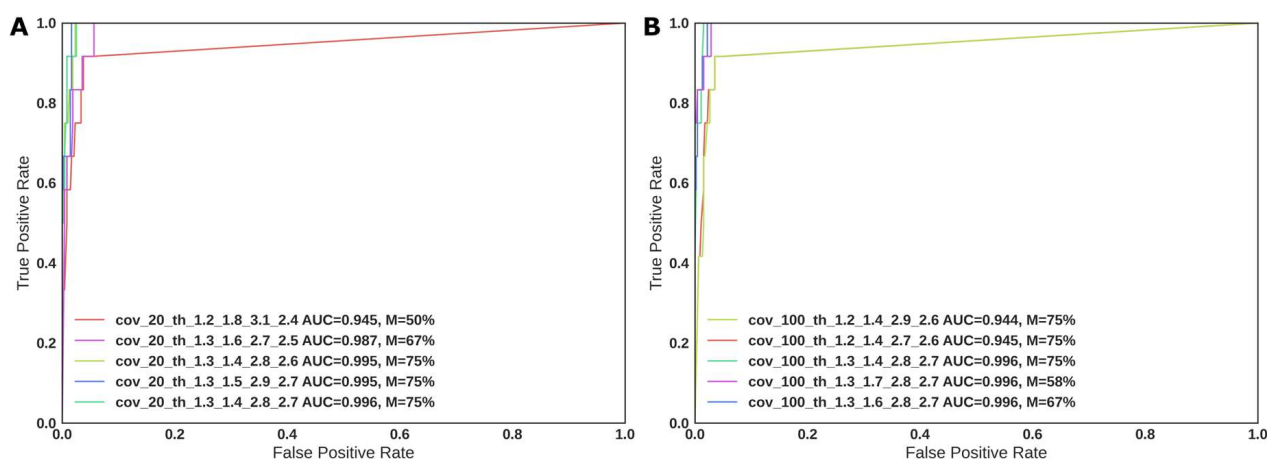 A
True Positive Rate
1.0
0.8
0.6
0.4
0.2
0.0
cov_20_th_1.2_1.8_3.1_2.4 AUC=0.945, M=50%
cov_20_th_1.3_1.6_2.7_2.5 AUC=0.987, M=67%
cov_20_th_1.3_1.4_2.8_2.6 AUC=0.995, M=75%
cov_20_th_1.3_1.5_2.9_2.7 AUC=0.995, M=75%
cov_20_th_1.3_1.4_2.8_2.7 AUC=0.996, M=75%
0.0 0.2 0.4 0.6 0.8 1.0
False Positive Rate
B
True Positive Rate
1.0
0.8
0.6
0.4
0.2
0.0
cov_100_th_1.2_1.4_2.9_2.6 AUC=0.944, M=75%
cov_100_th_1.2_1.4_2.7_2.6 AUC=0.945, M=75%
cov_100_th_1.3_1.4_2.8_2.7 AUC=0.996, M=75%
cov_100_th_1.3_1.7_2.8_2.7 AUC=0.996, M=58%
cov_100_th_1.3_1.6_2.8_2.7 AUC=0.996, M=67%
0.0 0.2 0.4 0.6 0.8 1.0
False Positive Rate